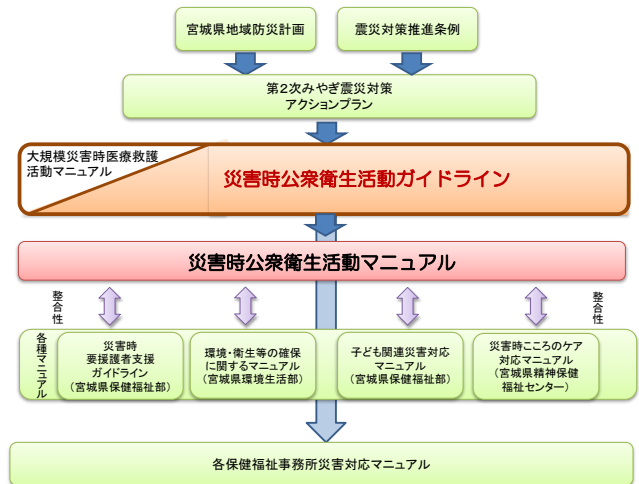 宮城県地域防災計画
震災対策推進条例
第２次みやぎ震災対策
アクションプラン
大規模災害時医療救護
活動マニュアル
災害時公衆衛生活動ガイドライン
災害時公衆衛生活動マニュアル
整合性
整合性
各種マニュアル
災害時
要援護者支援
ガイドライン
（宮城県保健福祉部）
環境・衛生等の確保
に関するマニュアル
（宮城県環境生活部）
子ども関連災害対応
マニュアル
（宮城県保健福祉部）
災害時こころのケア
対応マニュアル
（宮城県精神保健
福祉センター）
各保健福祉事務所災害対応マニュアル